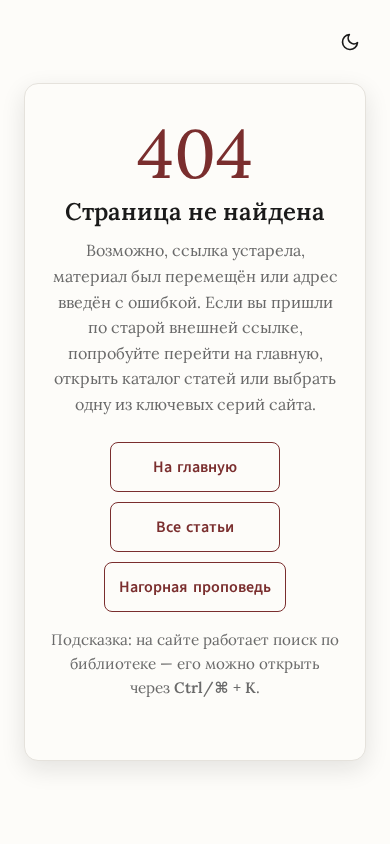 404
Страница не найдена
Возможно, ссылка устарела,
материал был перемещён или адрес
введён с ошибкой. Если вы пришли
по старой внешней ссылке,
попробуйте перейти на главную,
открыть каталог статей или выбрать
одну из ключевых серий сайта.
На главную
Все статьи
Нагорная проповедь
Подсказка: на сайте работает поиск по
библиотеке — его можно открыть
через Ctrl/⌘ + K.